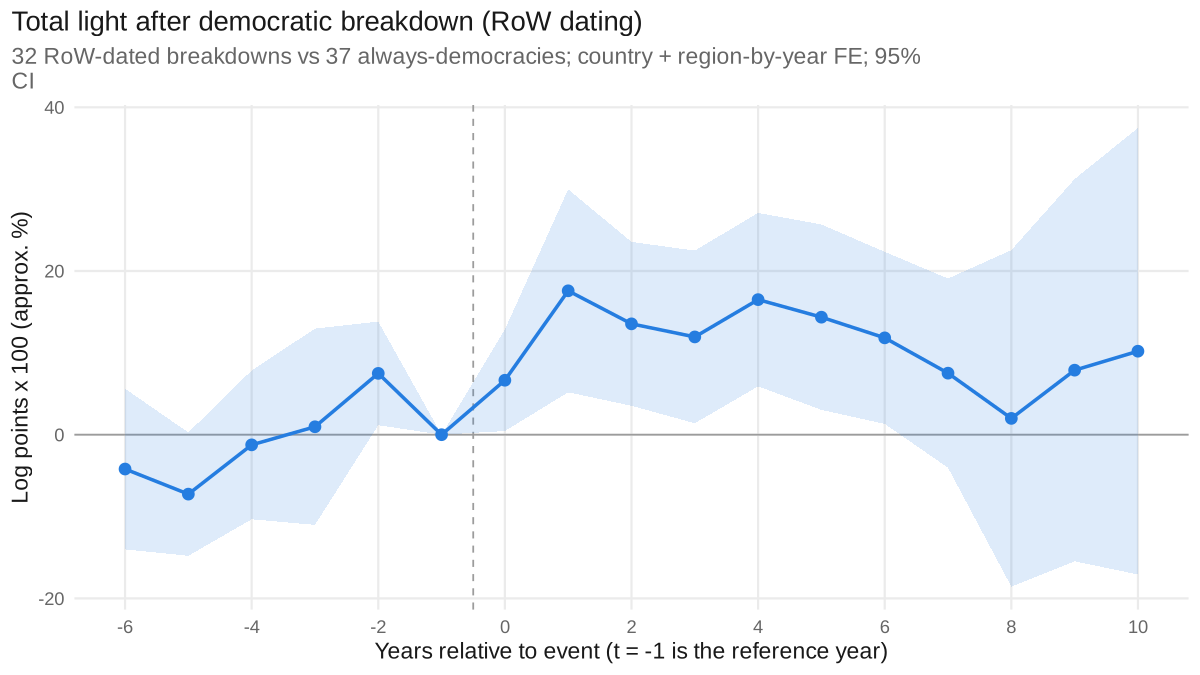 Total light after democratic breakdown (RoW dating)
32 RoW-dated breakdowns vs 37 always-democracies; country + region-by-year FE; 95%
CI
Log points x 100 (approx. %)
40
20
0
-20
-6 -4 -2 0 2 4 6 8 10
Years relative to event (t = -1 is the reference year)